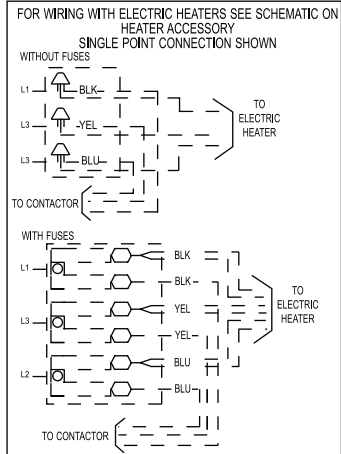 FOR WIRING WITH ELECTRIC HEATERS SEE SCHEMATIC ON
HEATER ACCESSORY
SINGLE POINT CONNECTION SHOWN
WITHOUT FUSES
L1
BLK
L3
YEL
L3
BLU
TO
ELECTRIC
HEATER
TO CONTACTOR
WITH FUSES
L1
BLK
BLK
L3
YEL
YEL
L2
BLU
BLU
TO
ELECTRIC
HEATER
TO CONTACTOR